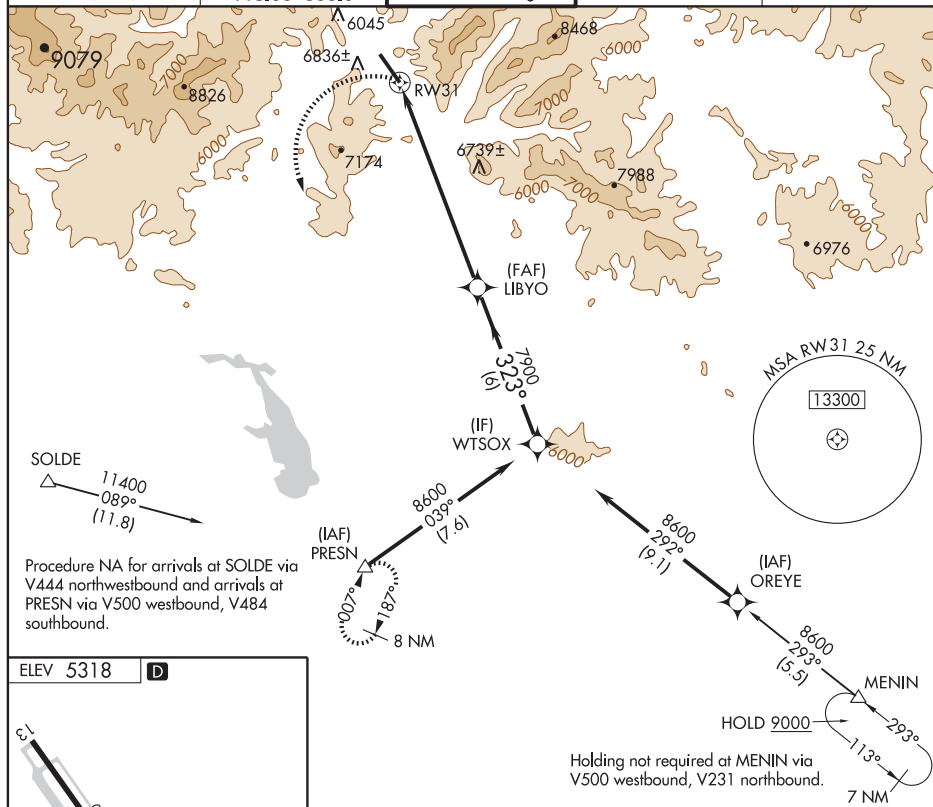 6045
8468
6000
9079
6836±
7000
8826
RW31
7000
6000
7174
6739±
7988
6000
7000
6000
6976
(FAF)
LIBYO
MSA RW31 25 NM
13300
7900
323°
(6)
(IF)
WTSOX
6000
SOLDE
11400
089°
(11.8)
8600
039°
(7.6)
8600
292°
(9.1)
(IAF)
PRESN
(IAF)
OREYE
Procedure NA for arrivals at SOLDE via
V444 northwestbound and arrivals at
PRESN via V500 westbound, V484
southbound.
007°
187°
8 NM
8600
293°
(5.5)
MENIN
ELEV 5318 D
HOLD 9000
293°
113°
13
Holding not required at MENIN via
V500 westbound, V231 northbound.
7 NM